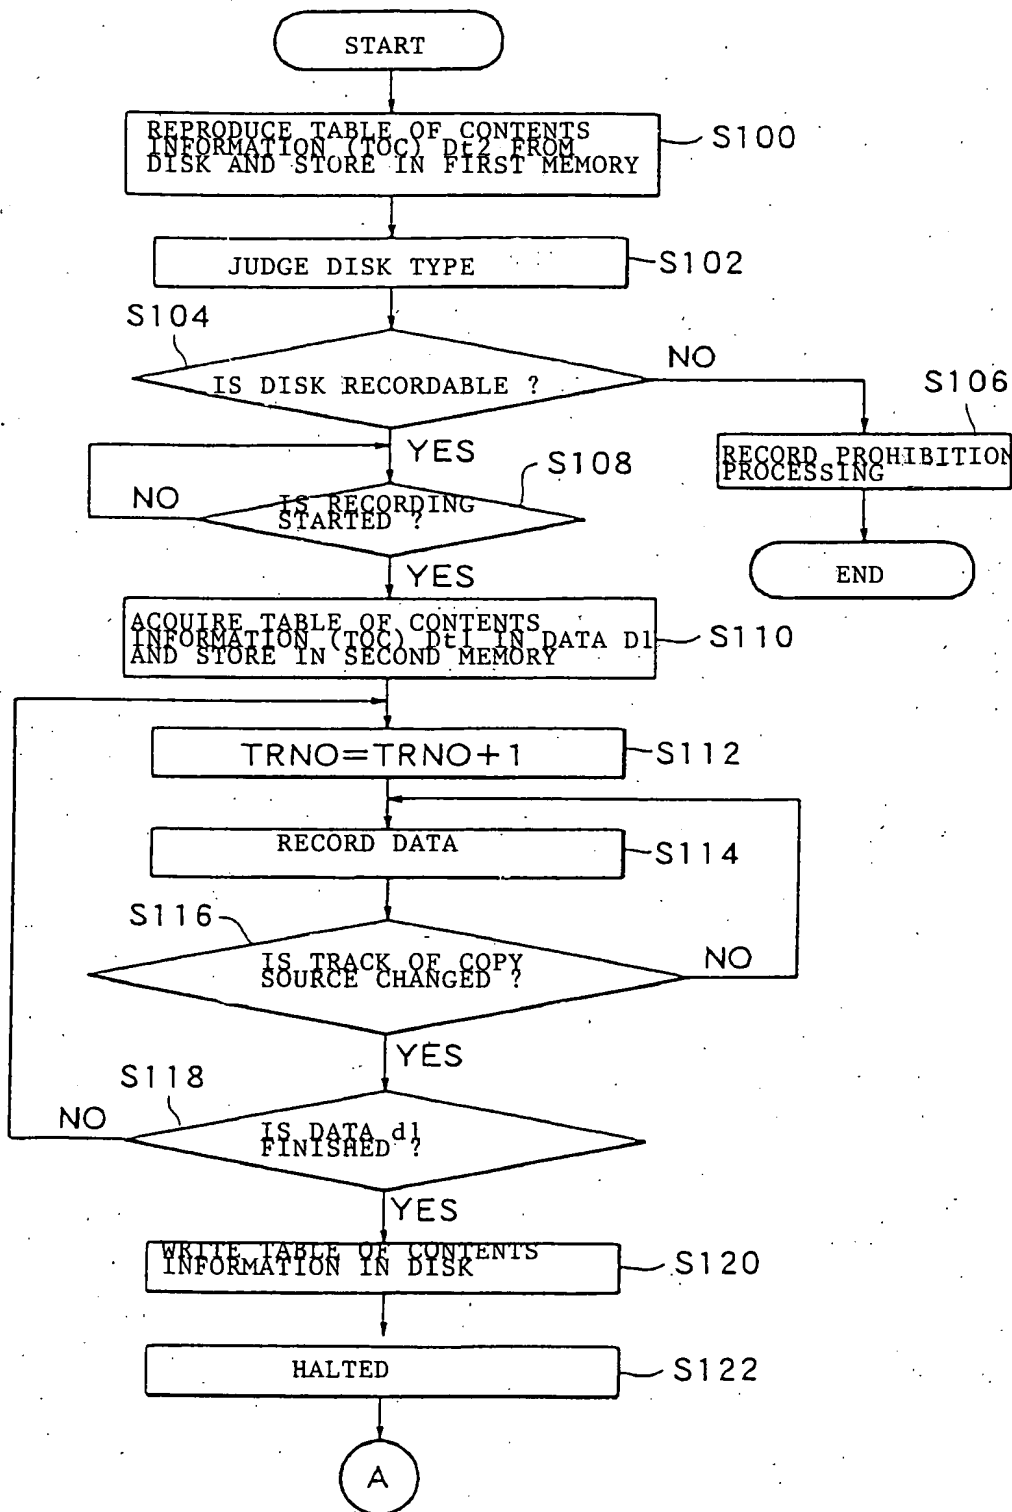 START
REPRODUCE TABLE OF CONTENTS
INFORMATION (TOC) Dt2 FROM
DISK AND STORE IN FIRST MEMORY
S100
JUDGE DISK TYPE
S102
S104
IS DISK RECORDABLE ?
NO
S106
RECORD PROHIBITION
PROCESSING
END
YES
S108
IS RECORDING
STARTED ?
NO
YES
ACQUIRE TABLE OF CONTENTS
INFORMATION (TOC) Dt1 IN DATA D1
AND STORE IN SECOND MEMORY
S110
TRNO=TRNO+1
S112
RECORD DATA
S114
S116
IS TRACK OF COPY
SOURCE CHANGED ?
NO
YES
S118
NO
IS DATA d1
FINISHED ?
YES
WRITE TABLE OF CONTENTS
INFORMATION IN DISK
S120
HALTED
S122
A